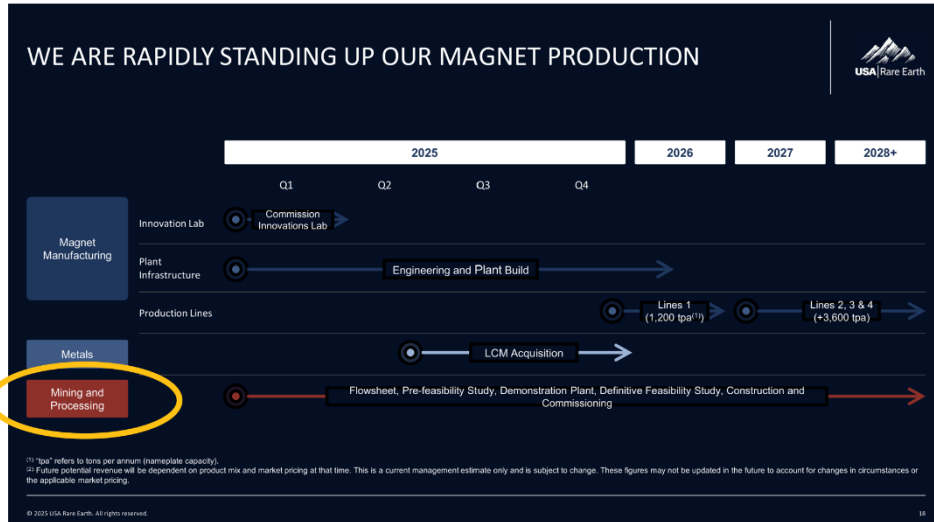 WE ARE RAPIDLY STANDING UP OUR MAGNET PRODUCTION
USA|Rare Earth
2025
2026
2027
2028+
Q1
Q2
Q3
Q4
Magnet
Manufacturing
Innovation Lab
Commission
Innovations Lab
Plant
Infrastructure
Engineering and Plant Build
Production Lines
Lines 1
(1,200 tpa⁽¹⁾)
Lines 2, 3 & 4
(+3,600 tpa)
Metals
LCM Acquisition
Mining and
Processing
Flowsheet, Pre-feasibility Study, Demonstration Plant, Definitive Feasibility Study, Construction and
Commissioning
⁽¹⁾ "tpa" refers to tons per annum (nameplate capacity).
⁽²⁾ Future potential revenue will be dependent on product mix and market pricing at that time. This is a current management estimate only and is subject to change. These figures may not be updated in the future to account for changes in circumstances or
the applicable market pricing.
© 2025 USA Rare Earth. All rights reserved.
18